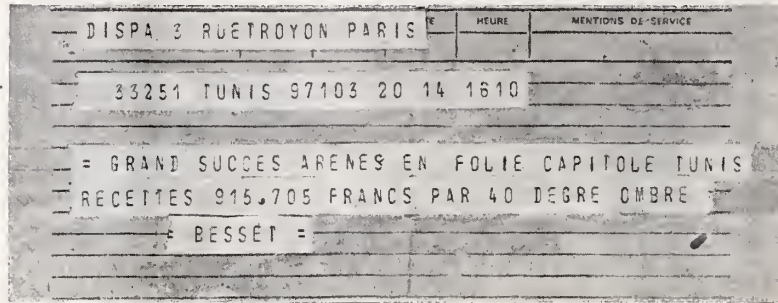 HEURE MENTIONS DE SERVICE
DISPA 3 RUETROYON PARIS
33251 TUNIS 97103 20 14 1610
= GRAND SUCCES ARENES EN FOLIE CAPITOLE TUNIS
RECETTES 915.705 FRANCS PAR 40 DEGRE OMBRE =
= BESSET =